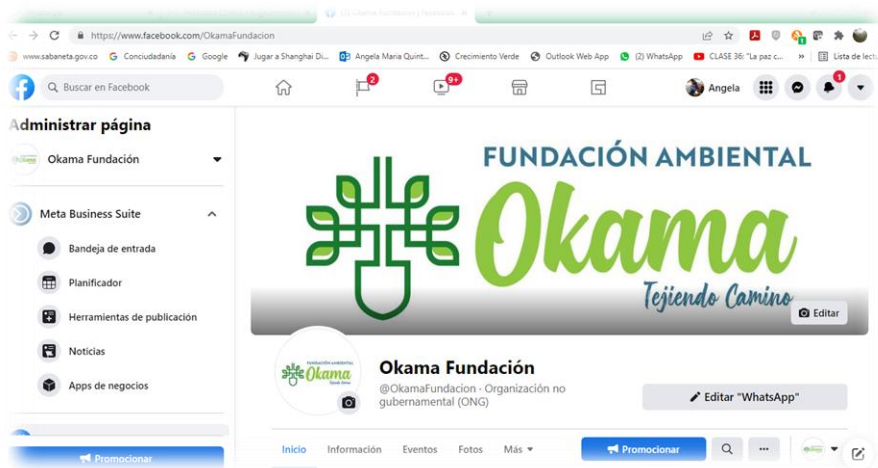 https://www.facebook.com/OkamaFundacion
www.sabaneta.gov.co Conciudadanía Google Jugar a Shanghai Di... Angela Maria Quint... Crecimiento Verde Outlook Web App (2) WhatsApp CLASE 36: "La paz c... » Lista de lect
Buscar en Facebook 2 9+ Angela 1
Administrar página
Okama Fundación
Meta Business Suite
Bandeja de entrada
Planificador
Herramientas de publicación
Noticias
Apps de negocios
Promocionar
FUNDACIÓN AMBIENTAL
Okama
Tejiendo Camino
Editar
Okama
Okama Fundación
@OkamaFundacion · Organización no
gubernamental (ONG)
Editar "WhatsApp"
Inicio Información Eventos Fotos Más Promocionar